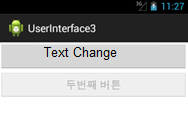 11:27
UserInterface3
Text Change
두번째 버튼